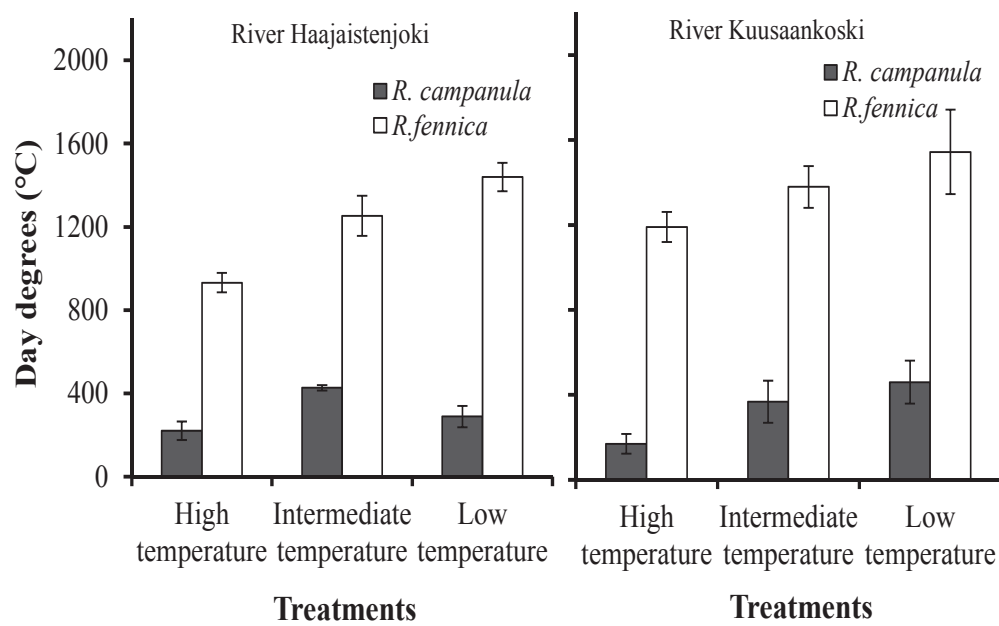 River Haajaistenjoki
R. campanula
R.fennica
Day degrees (°C)
2000
1600
1200
800
400
0
High temperature
Intermediate temperature
Low temperature
Treatments
River Kuusaankoski
R. campanula
R.fennica
High temperature
Intermediate temperature
Low temperature
Treatments